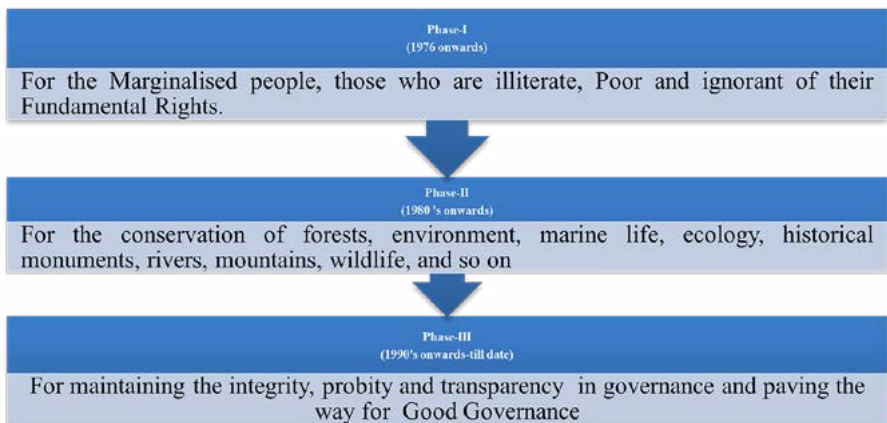 Phase-I
(1976 onwards)
For the Marginalised people, those who are illiterate, Poor and ignorant of their
Fundamental Rights.
Phase-II
(1980's onwards)
For the conservation of forests, environment, marine life, ecology, historical
monuments, rivers, mountains, wildlife, and so on
Phase-III
(1990's onwards-till date)
For maintaining the integrity, probity and transparency in governance and paving the
way for Good Governance